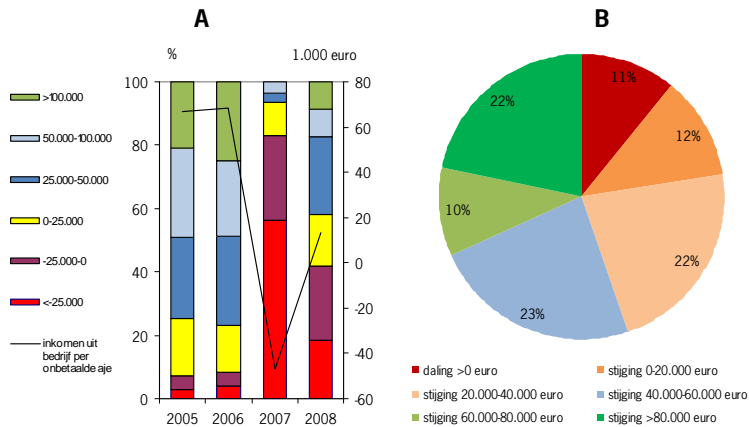 A
% 1.000 euro
>100.000
50.000-100.000
25.000-50.000
0-25.000
-25.000-0
<-25.000
inkomen uit
bedrijf per
onbetaalde aje
100
80
60
40
20
0
80
60
40
20
0
-20
-40
-60
2005 2006 2007 2008
B
11%
12%
22%
23%
10%
22%
daling >0 euro stijging 0-20.000 euro
stijging 20.000-40.000 euro stijging 40.000-60.000 euro
stijging 60.000-80.000 euro stijging >80.000 euro